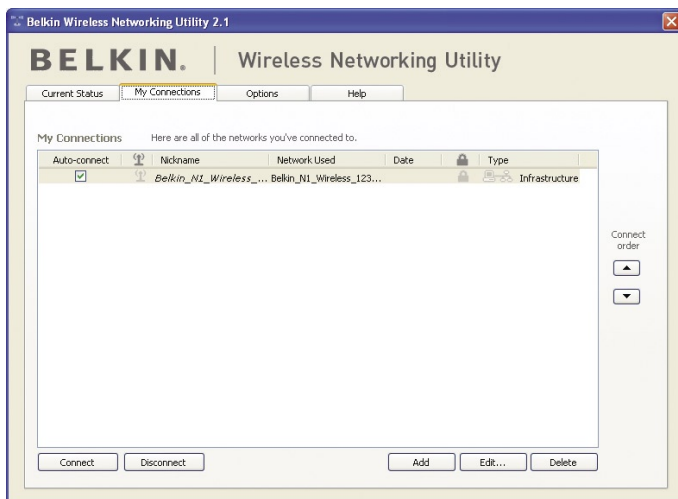 Belkin Wireless Networking Utility 2.1
BELKIN. | Wireless Networking Utility
Current Status My Connections Options Help
My Connections Here are all of the networks you've connected to.
Auto-connect Nickname Network Used Date Type
Belkin_N1_Wireless_... Belkin_N1_Wireless_123... Infrastructure
Connect
order
Connect Disconnect Add Edit... Delete